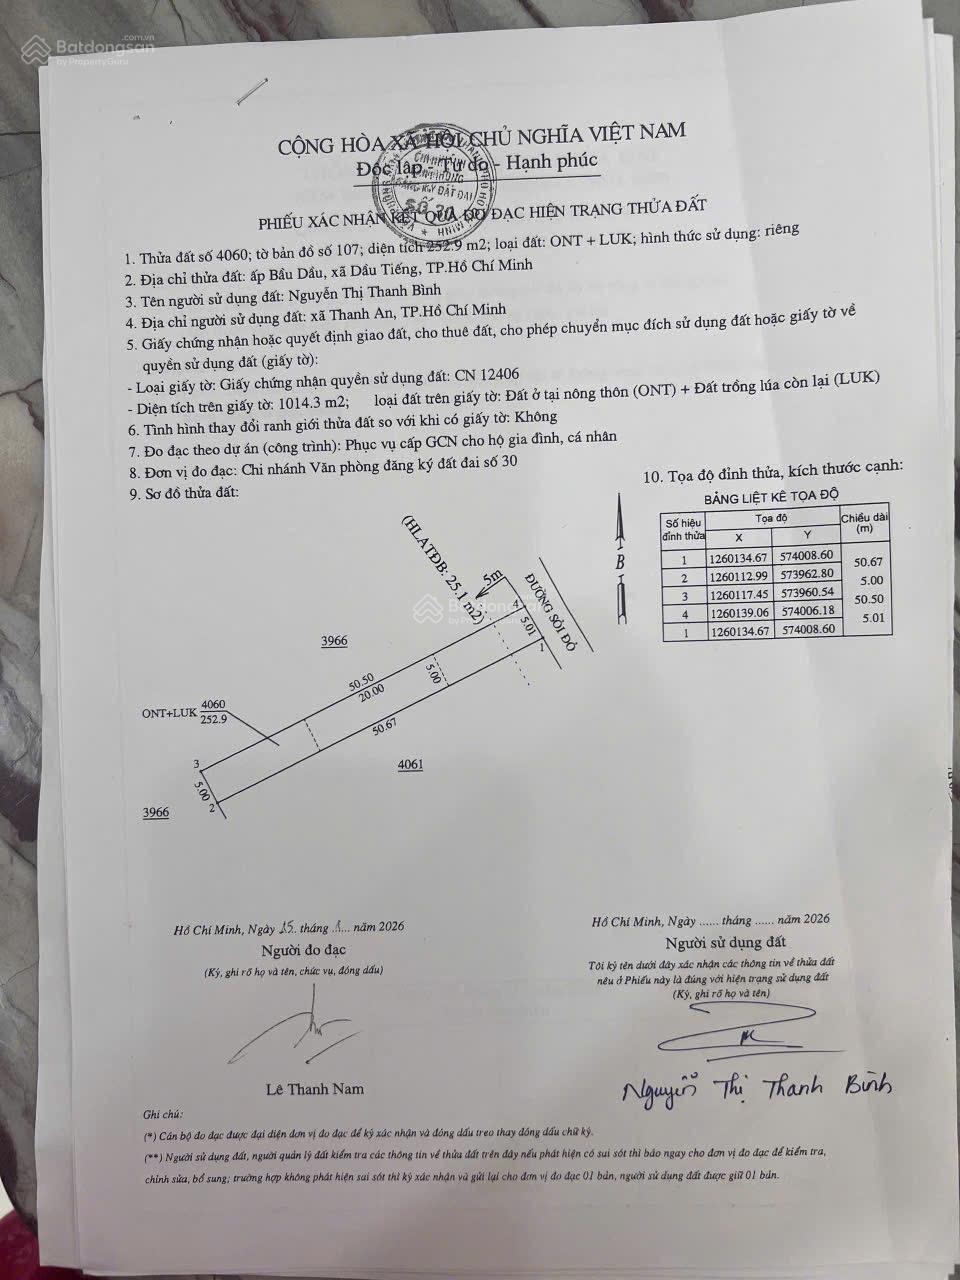 Batdongsan.com.vn
by PropertyGuru
CỘNG HÒA XÃ HỘI CHỦ NGHĨA VIỆT NAM
Độc lập - Tự do - Hạnh phúc
ĐẤT ĐAI
SỐ 30
PHIẾU XÁC NHẬN KẾT QUẢ ĐO ĐẠC HIỆN TRẠNG THỬA ĐẤT
1. Thửa đất số 4060; tờ bản đồ số 107; diện tích 252.9 m2; loại đất: ONT + LUK; hình thức sử dụng: riêng
2. Địa chỉ thửa đất: ấp Bầu Dầu, xã Dầu Tiếng, TP.Hồ Chí Minh
3. Tên người sử dụng đất: Nguyễn Thị Thanh Bình
4. Địa chỉ người sử dụng đất: xã Thanh An, TP.Hồ Chí Minh
5. Giấy chứng nhận hoặc quyết định giao đất, cho thuê đất, cho phép chuyển mục đích sử dụng đất hoặc giấy tờ về
quyền sử dụng đất (giấy tờ):
- Loại giấy tờ: Giấy chứng nhận quyền sử dụng đất: CN 12406
- Diện tích trên giấy tờ: 1014.3 m2; loại đất trên giấy tờ: Đất ở tại nông thôn (ONT) + Đất trồng lúa còn lại (LUK)
6. Tình hình thay đổi ranh giới thửa đất so với khi có giấy tờ: Không
7. Đo đạc theo dự án (công trình): Phục vụ cấp GCN cho hộ gia đình, cá nhân
8. Đơn vị đo đạc: Chi nhánh Văn phòng đăng ký đất đai số 30
9. Sơ đồ thửa đất:
10. Tọa độ đỉnh thửa, kích thước cạnh:
BẢNG LIỆT KÊ TỌA ĐỘ
Số hiệu đỉnh thửa Tọa độ Chiều dài (m)
X Y
1 1260134.67 574008.60
50.67
2 1260112.99 573962.80
5.00
3 1260117.45 573960.54
50.50
4 1260139.06 574006.18
5.01
1 1260134.67 574008.60
B
(HLATĐB: 25.1 m2)
5m
ĐƯỜNG SỎI ĐỎ
4
5.01
1
Batdongsan
by PropertyGuru
3966
50.50
20.00
5.00
50.67
ONT+LUK 4060
252.9
3
5.00
2
4061
3966
Hồ Chí Minh, Ngày 15. tháng .1... năm 2026
Người đo đạc
(Ký, ghi rõ họ và tên, chức vụ, đóng dấu)
Lê Thanh Nam
Hồ Chí Minh, Ngày ...... tháng ...... năm 2026
Người sử dụng đất
Tôi ký tên dưới đây xác nhận các thông tin về thửa đất
nêu ở Phiếu này là đúng với hiện trạng sử dụng đất
(Ký, ghi rõ họ và tên)
Nguyễn Thị Thanh Bình
Ghi chú:
(*) Cán bộ đo đạc được đại diện đơn vị đo đạc để ký xác nhận và đóng dấu treo thay đóng dấu chữ ký.
(**) Người sử dụng đất, người quản lý đất kiểm tra các thông tin về thửa đất trên đây nếu phát hiện có sai sót thì báo ngay cho đơn vị đo đạc để kiểm tra,
chỉnh sửa, bổ sung; trường hợp không phát hiện sai sót thì ký xác nhận và gửi lại cho đơn vị đo đạc 01 bản, người sử dụng đất được giữ 01 bản.